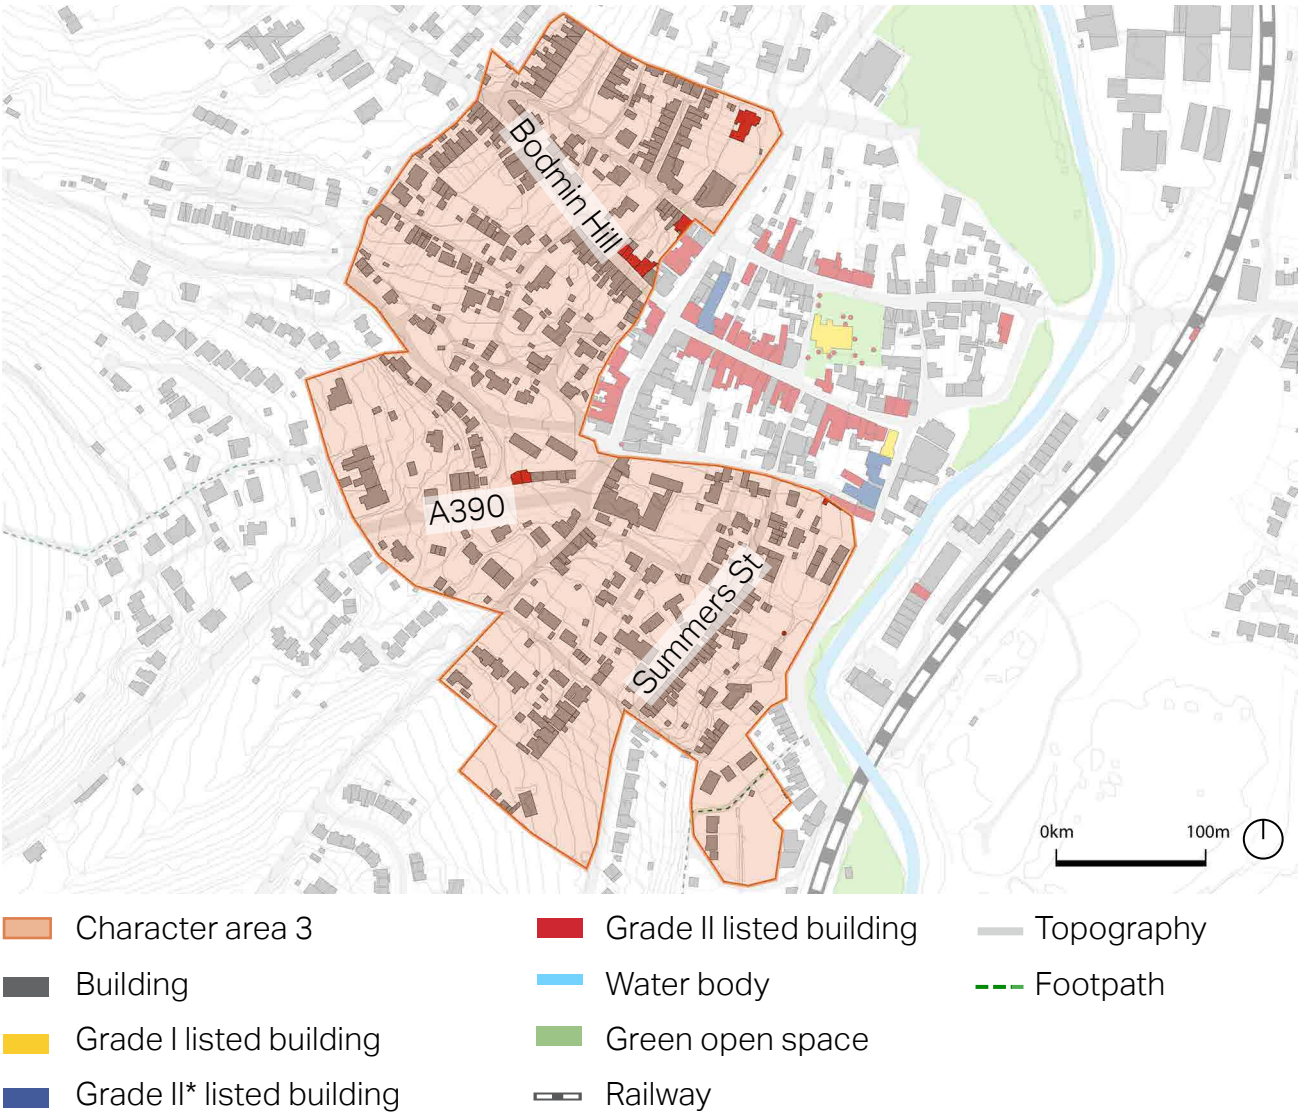 Bodmin Hill
A390
Summers St
0km 100m
Character area 3
Building
Grade I listed building
Grade II* listed building
Grade II listed building
Water body
Green open space
Railway
Topography
Footpath